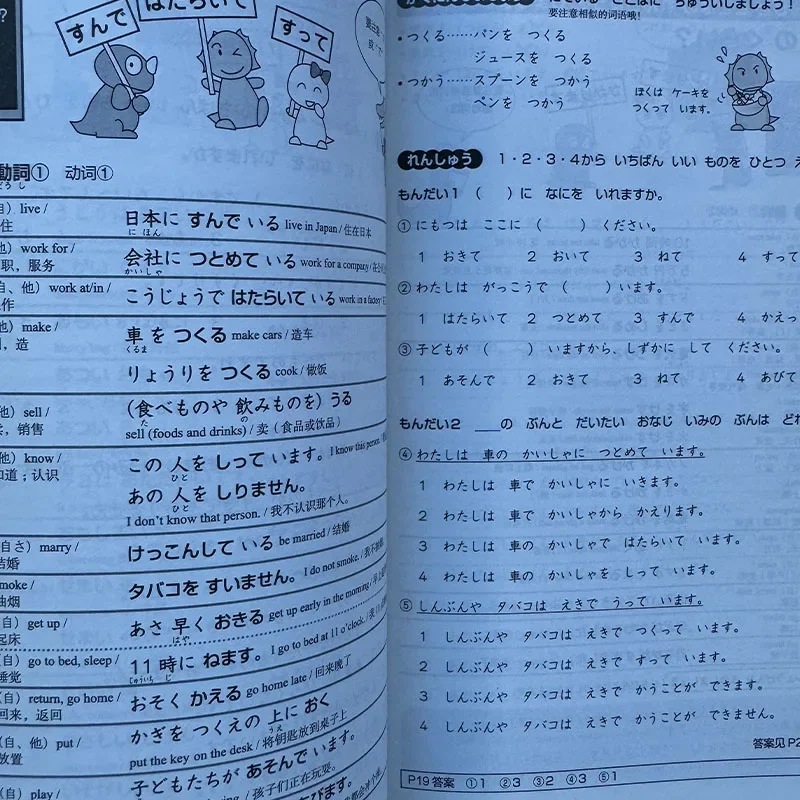 すんで
はたらいて
すって
動詞① 动词①
live /
住
日本に すんで いる live in Japan / 住在日本
にほん
work for /
职，服务
会社に つとめて いる work for a company /
かいしゃ
自、他）work at/in /
こうじょうで はたらいて いる work in a factory /
make /
造
車を つくる make cars / 造车
くるま
りょうりを つくる cook / 做饭
sell /
销售
（食べものや 飲みものを）うる
た の
sell (foods and drinks) / 卖（食品或饮品）
know /
知道；认识
この 人を しって います。 I know this person.
ひと
あの 人を しりません。
ひと
I don't know that person. / 我不认识那个人。
自さ）marry /
结婚
けっこんして いる be married / 结婚
smoke /
抽烟
タバコを すいません。 I do not smoke. /
自）get up /
起床
あさ 早く おきる get up early in the morning /
はや
（自）go to bed, sleep /
睡觉
11時に ねます。 I go to bed at 11 o'clock. /
じゅういち じ
（自）return, go home /
回来，返回
おそく かえる go home late / 回来晚了
（自、他）put /
放置
かぎを つくえの 上に おく
うえ
put the key on the desk / 将钥匙放到桌子上
（自）play /
子どもたちが あそんで います。
孩子们正在玩耍。
ことばに ちゅういしましょう！
要注意相似的词语哦!
・つくる……パンを つくる
ジュースを つくる
・つかう……スプーンを つかう
ペンを つかう
ぼくは ケーキを
つくって います。
れんしゅう 1・2・3・4から いちばん いい ものを ひとつ
もんだい1 （ ）に なにを いれますか。
① にもつは ここに （ ） ください。
1 おきて 2 おいて 3 ねて 4 すって
② わたしは がっこうで （ ）います。
1 はたらいて 2 つとめて 3 すんで 4 かえっ
③ 子どもが （ ） いますから、しずかに して ください。
1 あそんで 2 おきて 3 ねて 4 あびて
もんだい2 ___の ぶんと だいたい おなじ いみの ぶんは
④ わたしは 車の かいしゃに つとめて います。
1 わたしは 車で かいしゃに いきます。
2 わたしは 車で かいしゃから かえります。
3 わたしは 車の かいしゃで はたらいて います。
4 わたしは 車の かいしゃを しって います。
⑤ しんぶんや タバコは えきで うって います。
1 しんぶんや タバコは えきで つくって います。
2 しんぶんや タバコは えきで すって います。
3 しんぶんや タバコは えきで かうことが できます。
4 しんぶんや タバコは えきで かうことが できません。
答案见 P2
P19 答案 ①1 ②3 ③2 ④3 ⑤1